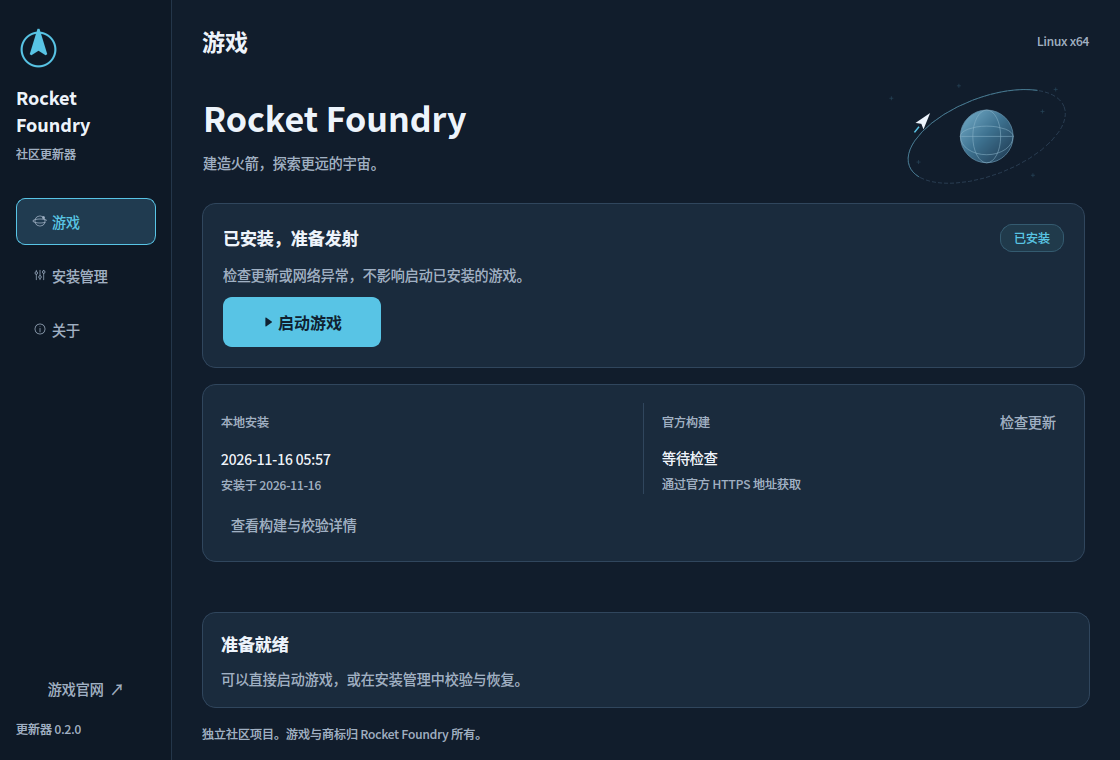 Rocket
Foundry
社区更新器
游戏
安装管理
关于
游戏官网 ↗
更新器 0.2.0
游戏
Linux x64
Rocket Foundry
建造火箭，探索更远的宇宙。
已安装，准备发射
已安装
检查更新或网络异常，不影响启动已安装的游戏。
启动游戏
本地安装
2026-11-16 05:57
安装于 2026-11-16
查看构建与校验详情
官方构建
检查更新
等待检查
通过官方 HTTPS 地址获取
准备就绪
可以直接启动游戏，或在安装管理中校验与恢复。
独立社区项目。游戏与商标归 Rocket Foundry 所有。